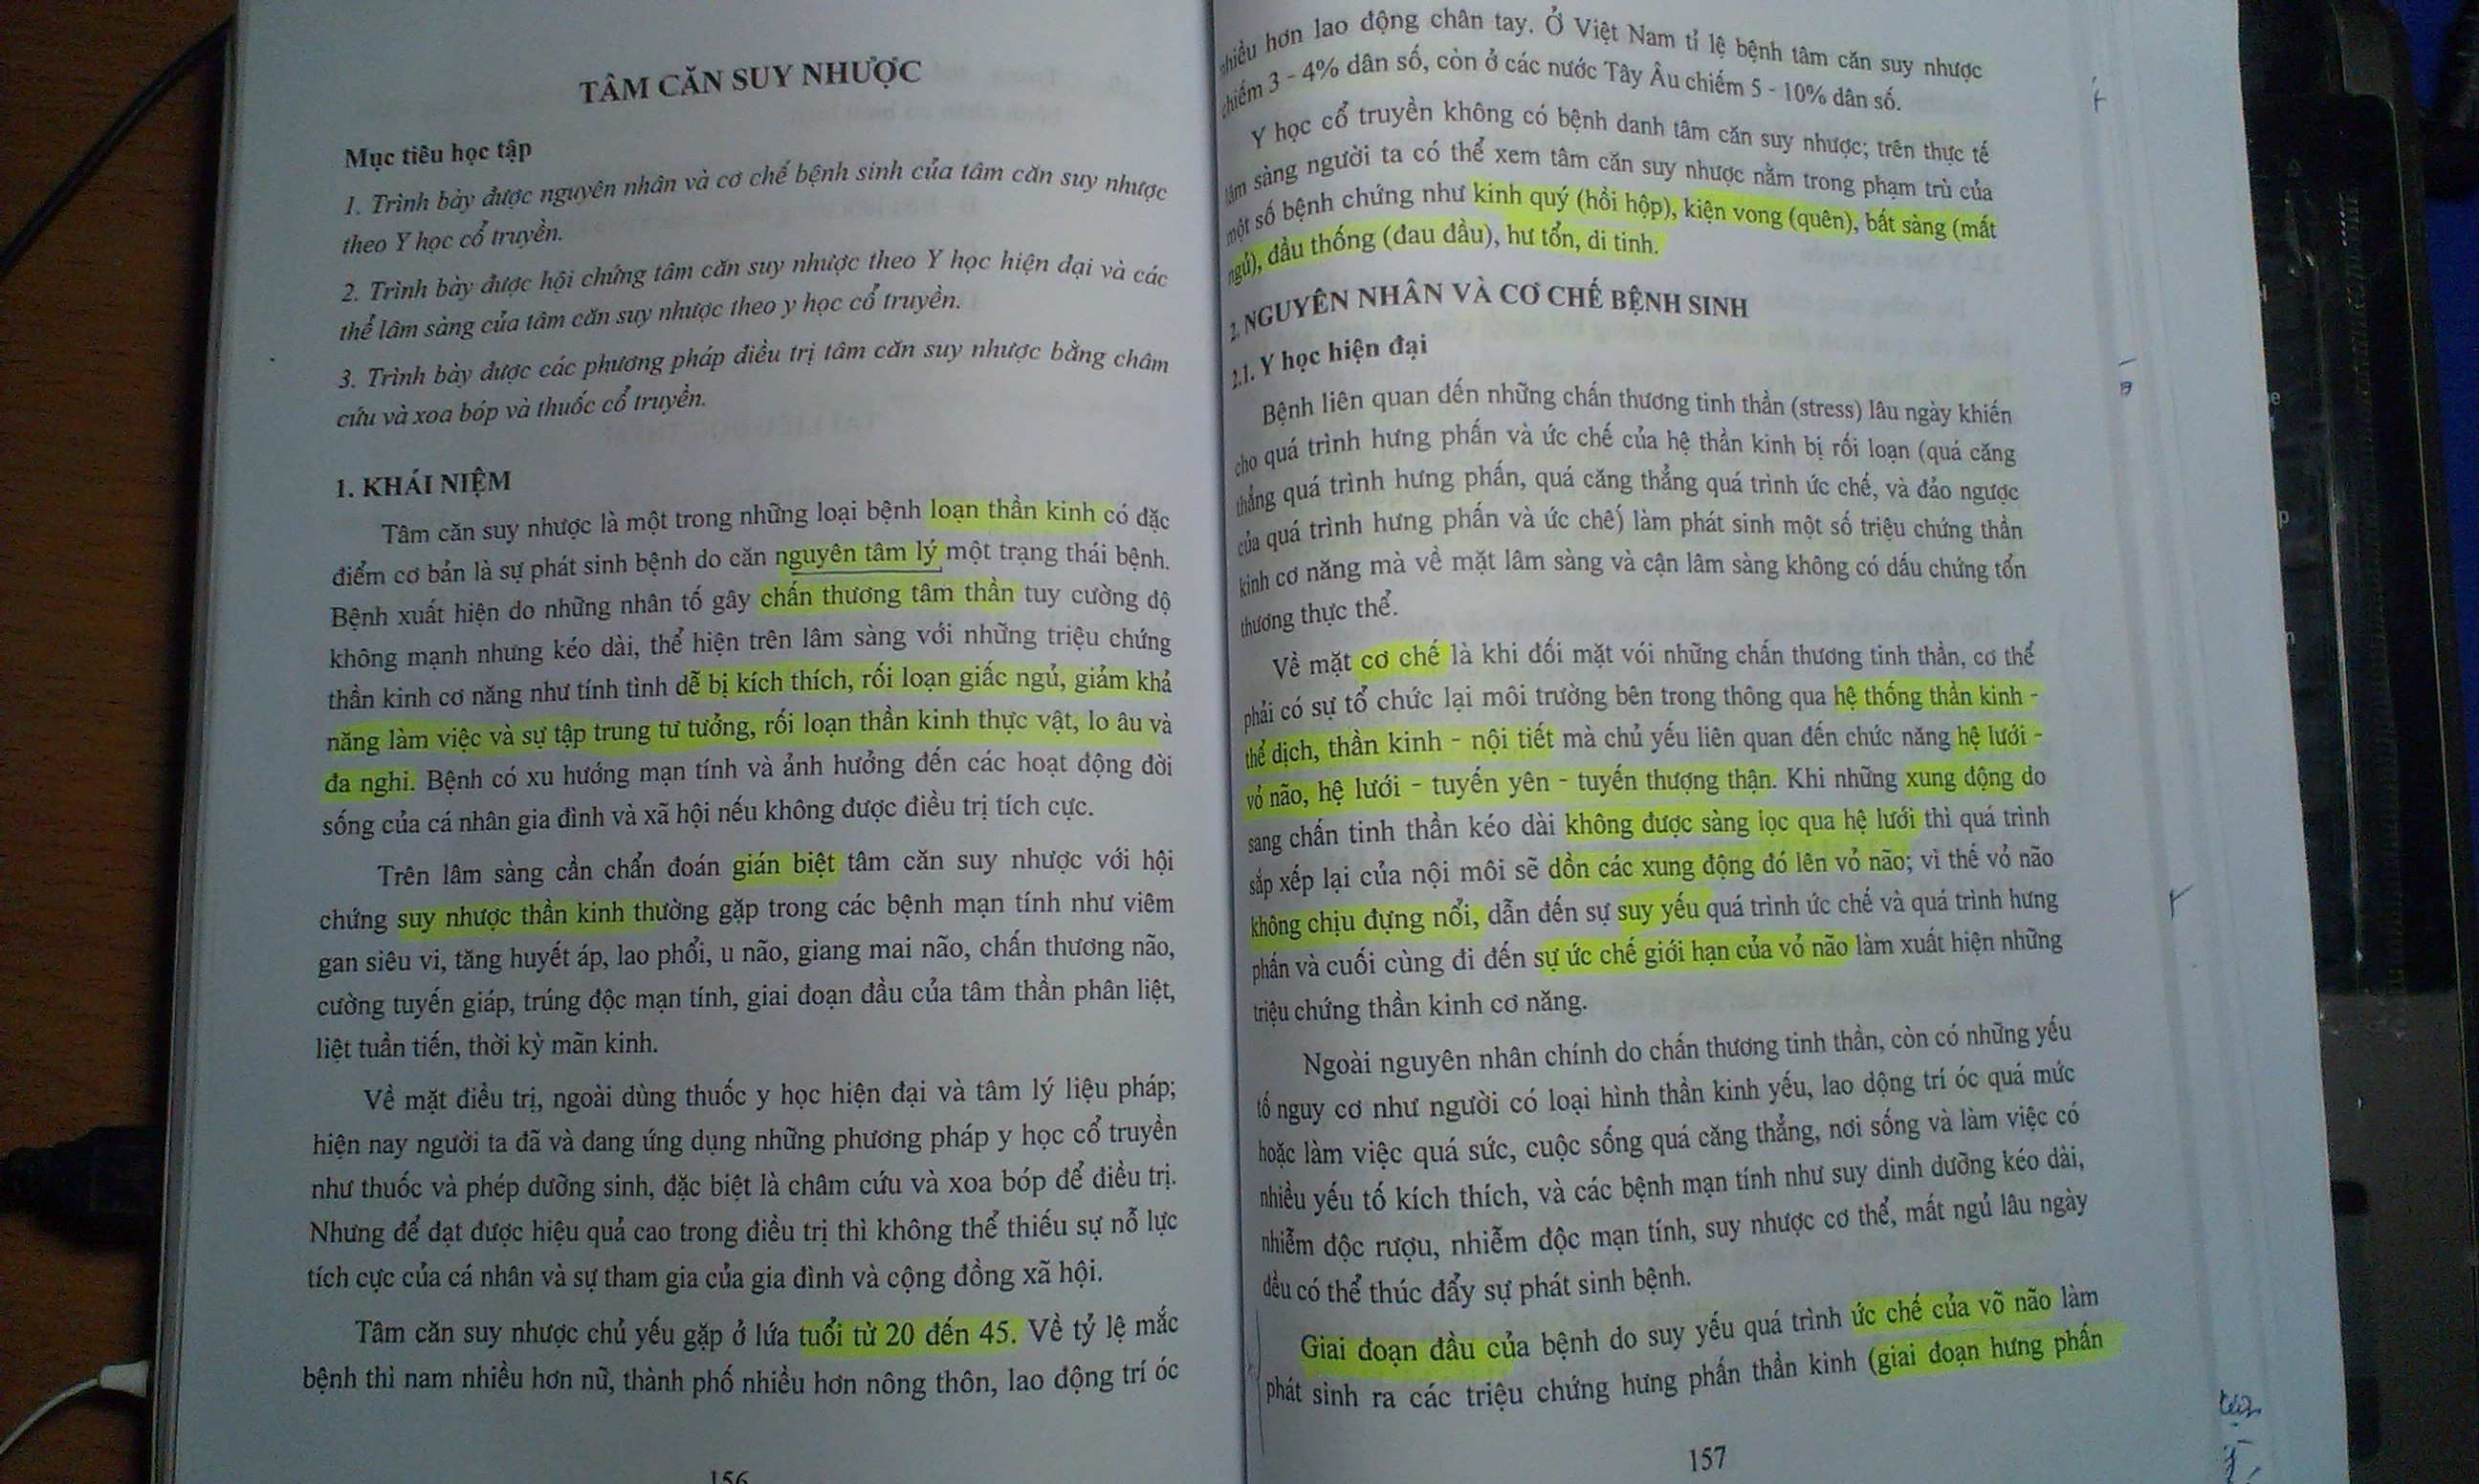 TÂM CĂN SUY NHƯỢC
Mục tiêu học tập
1. Trình bày được nguyên nhân và cơ chế bệnh sinh của tâm căn suy nhược
theo Y học cổ truyền.
2. Trình bày được hội chứng tâm căn suy nhược theo Y học hiện đại và các
thể lâm sàng của tâm căn suy nhược theo y học cổ truyền.
3. Trình bày được các phương pháp điều trị tâm căn suy nhược bằng châm
cứu và xoa bóp và thuốc cổ truyền.
1. KHÁI NIỆM
Tâm căn suy nhược là một trong những loại bệnh loạn thần kinh có đặc
điểm cơ bản là sự phát sinh bệnh do căn nguyên tâm lý một trạng thái bệnh.
Bệnh xuất hiện do những nhân tố gây chấn thương tâm thần tuy cường độ
không mạnh nhưng kéo dài, thể hiện trên lâm sàng với những triệu chứng
thần kinh cơ năng như tính tình dễ bị kích thích, rối loạn giấc ngủ, giảm khả
năng làm việc và sự tập trung tư tưởng, rối loạn thần kinh thực vật, lo âu và
đa nghi. Bệnh có xu hướng mạn tính và ảnh hưởng đến các hoạt động đời
sống của cá nhân gia đình và xã hội nếu không được điều trị tích cực.
Trên lâm sàng cần chẩn đoán gián biệt tâm căn suy nhược với hội
chứng suy nhược thần kinh thường gặp trong các bệnh mạn tính như viêm
gan siêu vi, tăng huyết áp, lao phổi, u não, giang mai não, chấn thương não,
cường tuyến giáp, trúng độc mạn tính, giai đoạn đầu của tâm thần phân liệt,
liệt tuần tiến, thời kỳ mãn kinh.
Về mặt điều trị, ngoài dùng thuốc y học hiện đại và tâm lý liệu pháp;
hiện nay người ta đã và đang ứng dụng những phương pháp y học cổ truyền
như thuốc và phép dưỡng sinh, đặc biệt là châm cứu và xoa bóp để điều trị.
Nhưng để đạt được hiệu quả cao trong điều trị thì không thể thiếu sự nỗ lực
tích cực của cá nhân và sự tham gia của gia đình và cộng đồng xã hội.
Tâm căn suy nhược chủ yếu gặp ở lứa tuổi từ 20 đến 45. Về tỷ lệ mắc
bệnh thì nam nhiều hơn nữ, thành phố nhiều hơn nông thôn, lao động trí óc
156
nhiều hơn lao động chân tay. Ở Việt Nam tỉ lệ bệnh tâm căn suy nhược
chiếm 3 - 4% dân số, còn ở các nước Tây Âu chiếm 5 - 10% dân số.
Y học cổ truyền không có bệnh danh tâm căn suy nhược; trên thực tế
lâm sàng người ta có thể xem tâm căn suy nhược nằm trong phạm trù của
một số bệnh chứng như kinh quý (hồi hộp), kiện vong (quên), bất sàng (mất
ngủ), đầu thống (đau đầu), hư tổn, di tinh.
2. NGUYÊN NHÂN VÀ CƠ CHẾ BỆNH SINH
2.1. Y học hiện đại
Bệnh liên quan đến những chấn thương tinh thần (stress) lâu ngày khiến
cho quá trình hưng phấn và ức chế của hệ thần kinh bị rối loạn (quá căng
thẳng quá trình hưng phấn, quá căng thẳng quá trình ức chế, và đảo ngược
của quá trình hưng phấn và ức chế) làm phát sinh một số triệu chứng thần
kinh cơ năng mà về mặt lâm sàng và cận lâm sàng không có dấu chứng tổn
thương thực thể.
Về mặt cơ chế là khi đối mặt vói những chấn thương tinh thần, cơ thể
phải có sự tổ chức lại môi trường bên trong thông qua hệ thống thần kinh -
thể dịch, thần kinh - nội tiết mà chủ yếu liên quan đến chức năng hệ lưới -
vỏ não, hệ lưới - tuyến yên - tuyến thượng thận. Khi những xung động do
sang chấn tinh thần kéo dài không được sàng lọc qua hệ lưới thì quá trình
sắp xếp lại của nội môi sẽ dồn các xung động đó lên vỏ não; vì thế vỏ não
không chịu đựng nổi, dẫn đến sự suy yếu quá trình ức chế và quá trình hưng
phấn và cuối cùng đi đến sự ức chế giới hạn của vỏ não làm xuất hiện những
triệu chứng thần kinh cơ năng.
Ngoài nguyên nhân chính do chấn thương tinh thần, còn có những yếu
tố nguy cơ như người có loại hình thần kinh yếu, lao động trí óc quá mức
hoặc làm việc quá sức, cuộc sống quá căng thẳng, nơi sống và làm việc có
nhiều yếu tố kích thích, và các bệnh mạn tính như suy dinh dưỡng kéo dài,
nhiễm độc rượu, nhiễm độc mạn tính, suy nhược cơ thể, mất ngủ lâu ngày
đều có thể thúc đẩy sự phát sinh bệnh.
Giai đoạn đầu của bệnh do suy yếu quá trình ức chế của võ não làm
phát sinh ra các triệu chứng hưng phấn thần kinh (giai đoạn hưng phấn
157